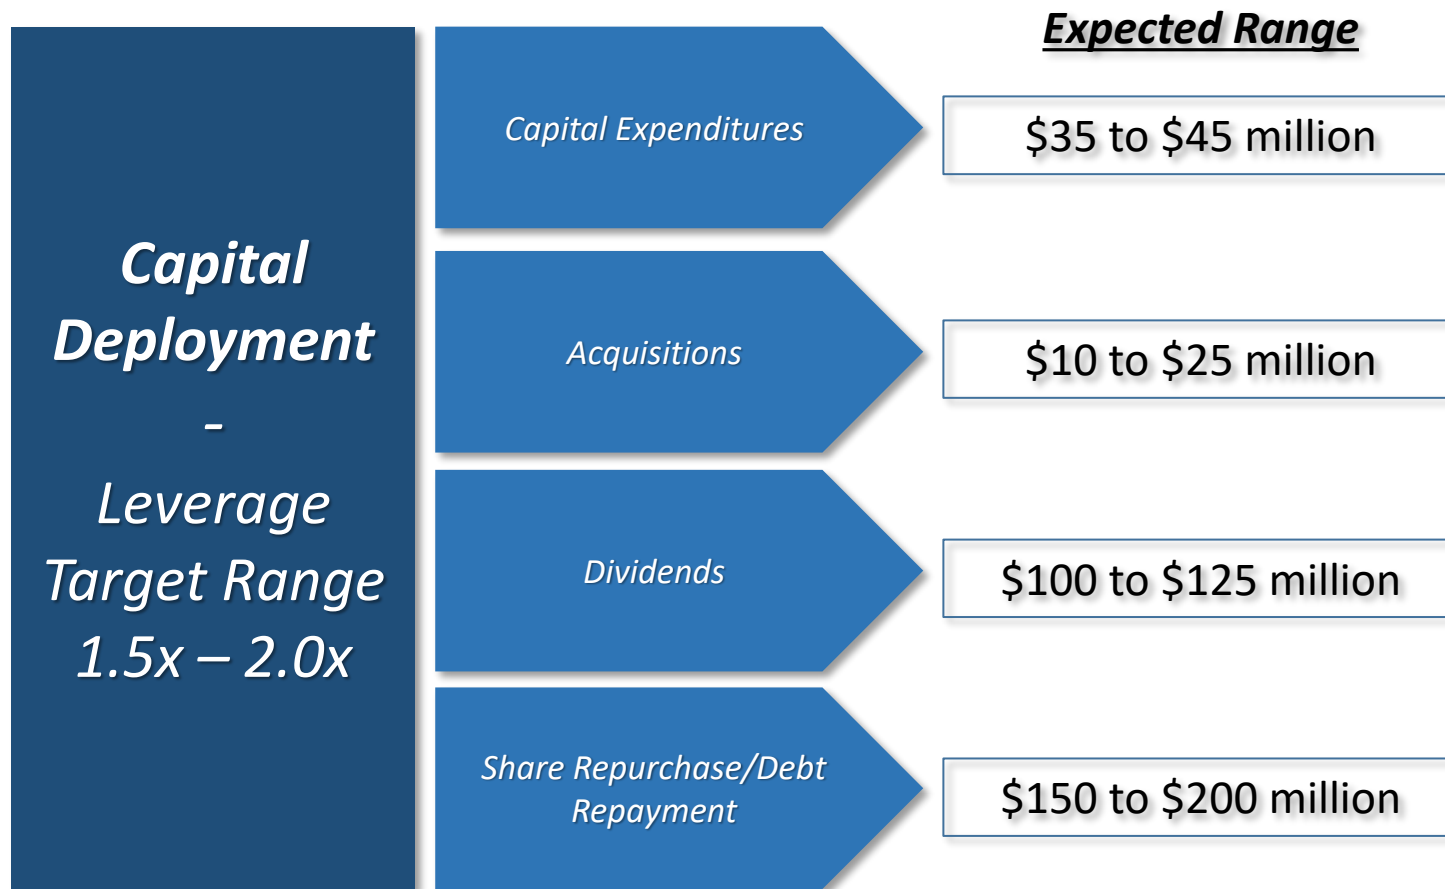 Expected Range
Capital
Deployment
-
Leverage
Target Range
1.5x – 2.0x
Capital Expenditures
$35 to $45 million
Acquisitions
$10 to $25 million
Dividends
$100 to $125 million
Share Repurchase/Debt
Repayment
$150 to $200 million